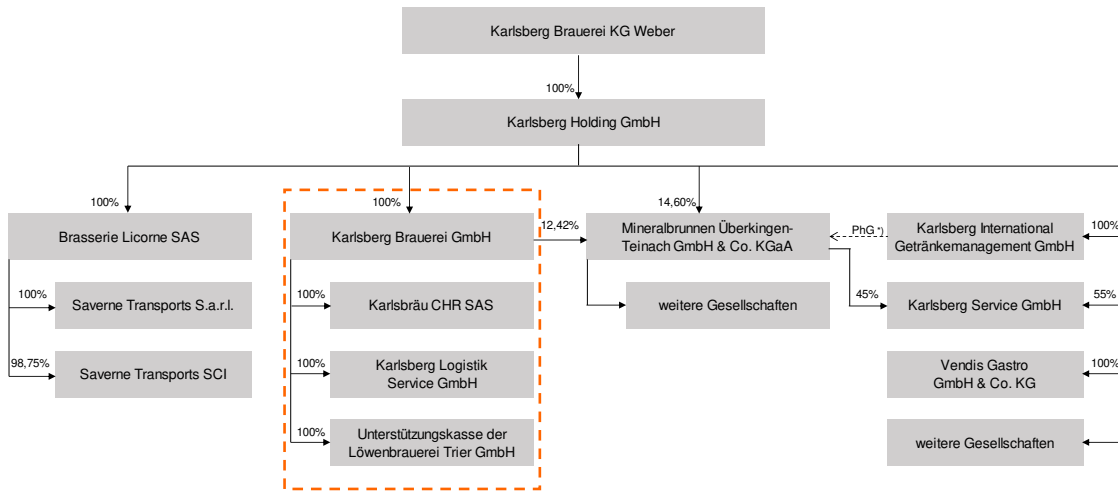 Karlsberg Brauerei KG Weber
100%
Karlsberg Holding GmbH
100%
100%
14,60%
Brasserie Licorne SAS
Karlsberg Brauerei GmbH
12,42%
Mineralbrunnen Überkingen-
Teinach GmbH & Co. KGaA
PhG *)
Karlsberg International
Getränkemanagement GmbH
100%
100%
Saverne Transports S.a.r.l.
100%
Karlsbräu CHR SAS
weitere Gesellschaften
45%
Karlsberg Service GmbH
55%
98,75%
Saverne Transports SCI
100%
Karlsberg Logistik
Service GmbH
Vendis Gastro
GmbH & Co. KG
100%
100%
Unterstützungskasse der
Löwenbrauerei Trier GmbH
weitere Gesellschaften